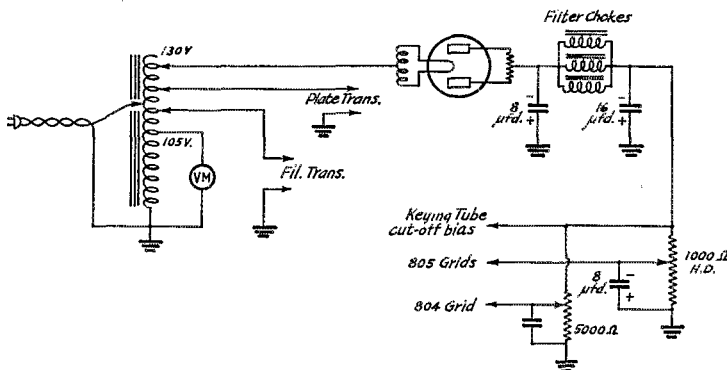 Filter Chokes
130V
Plate Trans.
8
μfd.
16
μfd.
105V.
VM
Fil. Trans.
Keying Tube
cut-off bias
805 Grids
8
μfd.
1000 Ω
H.D.
804 Grid
5000Ω